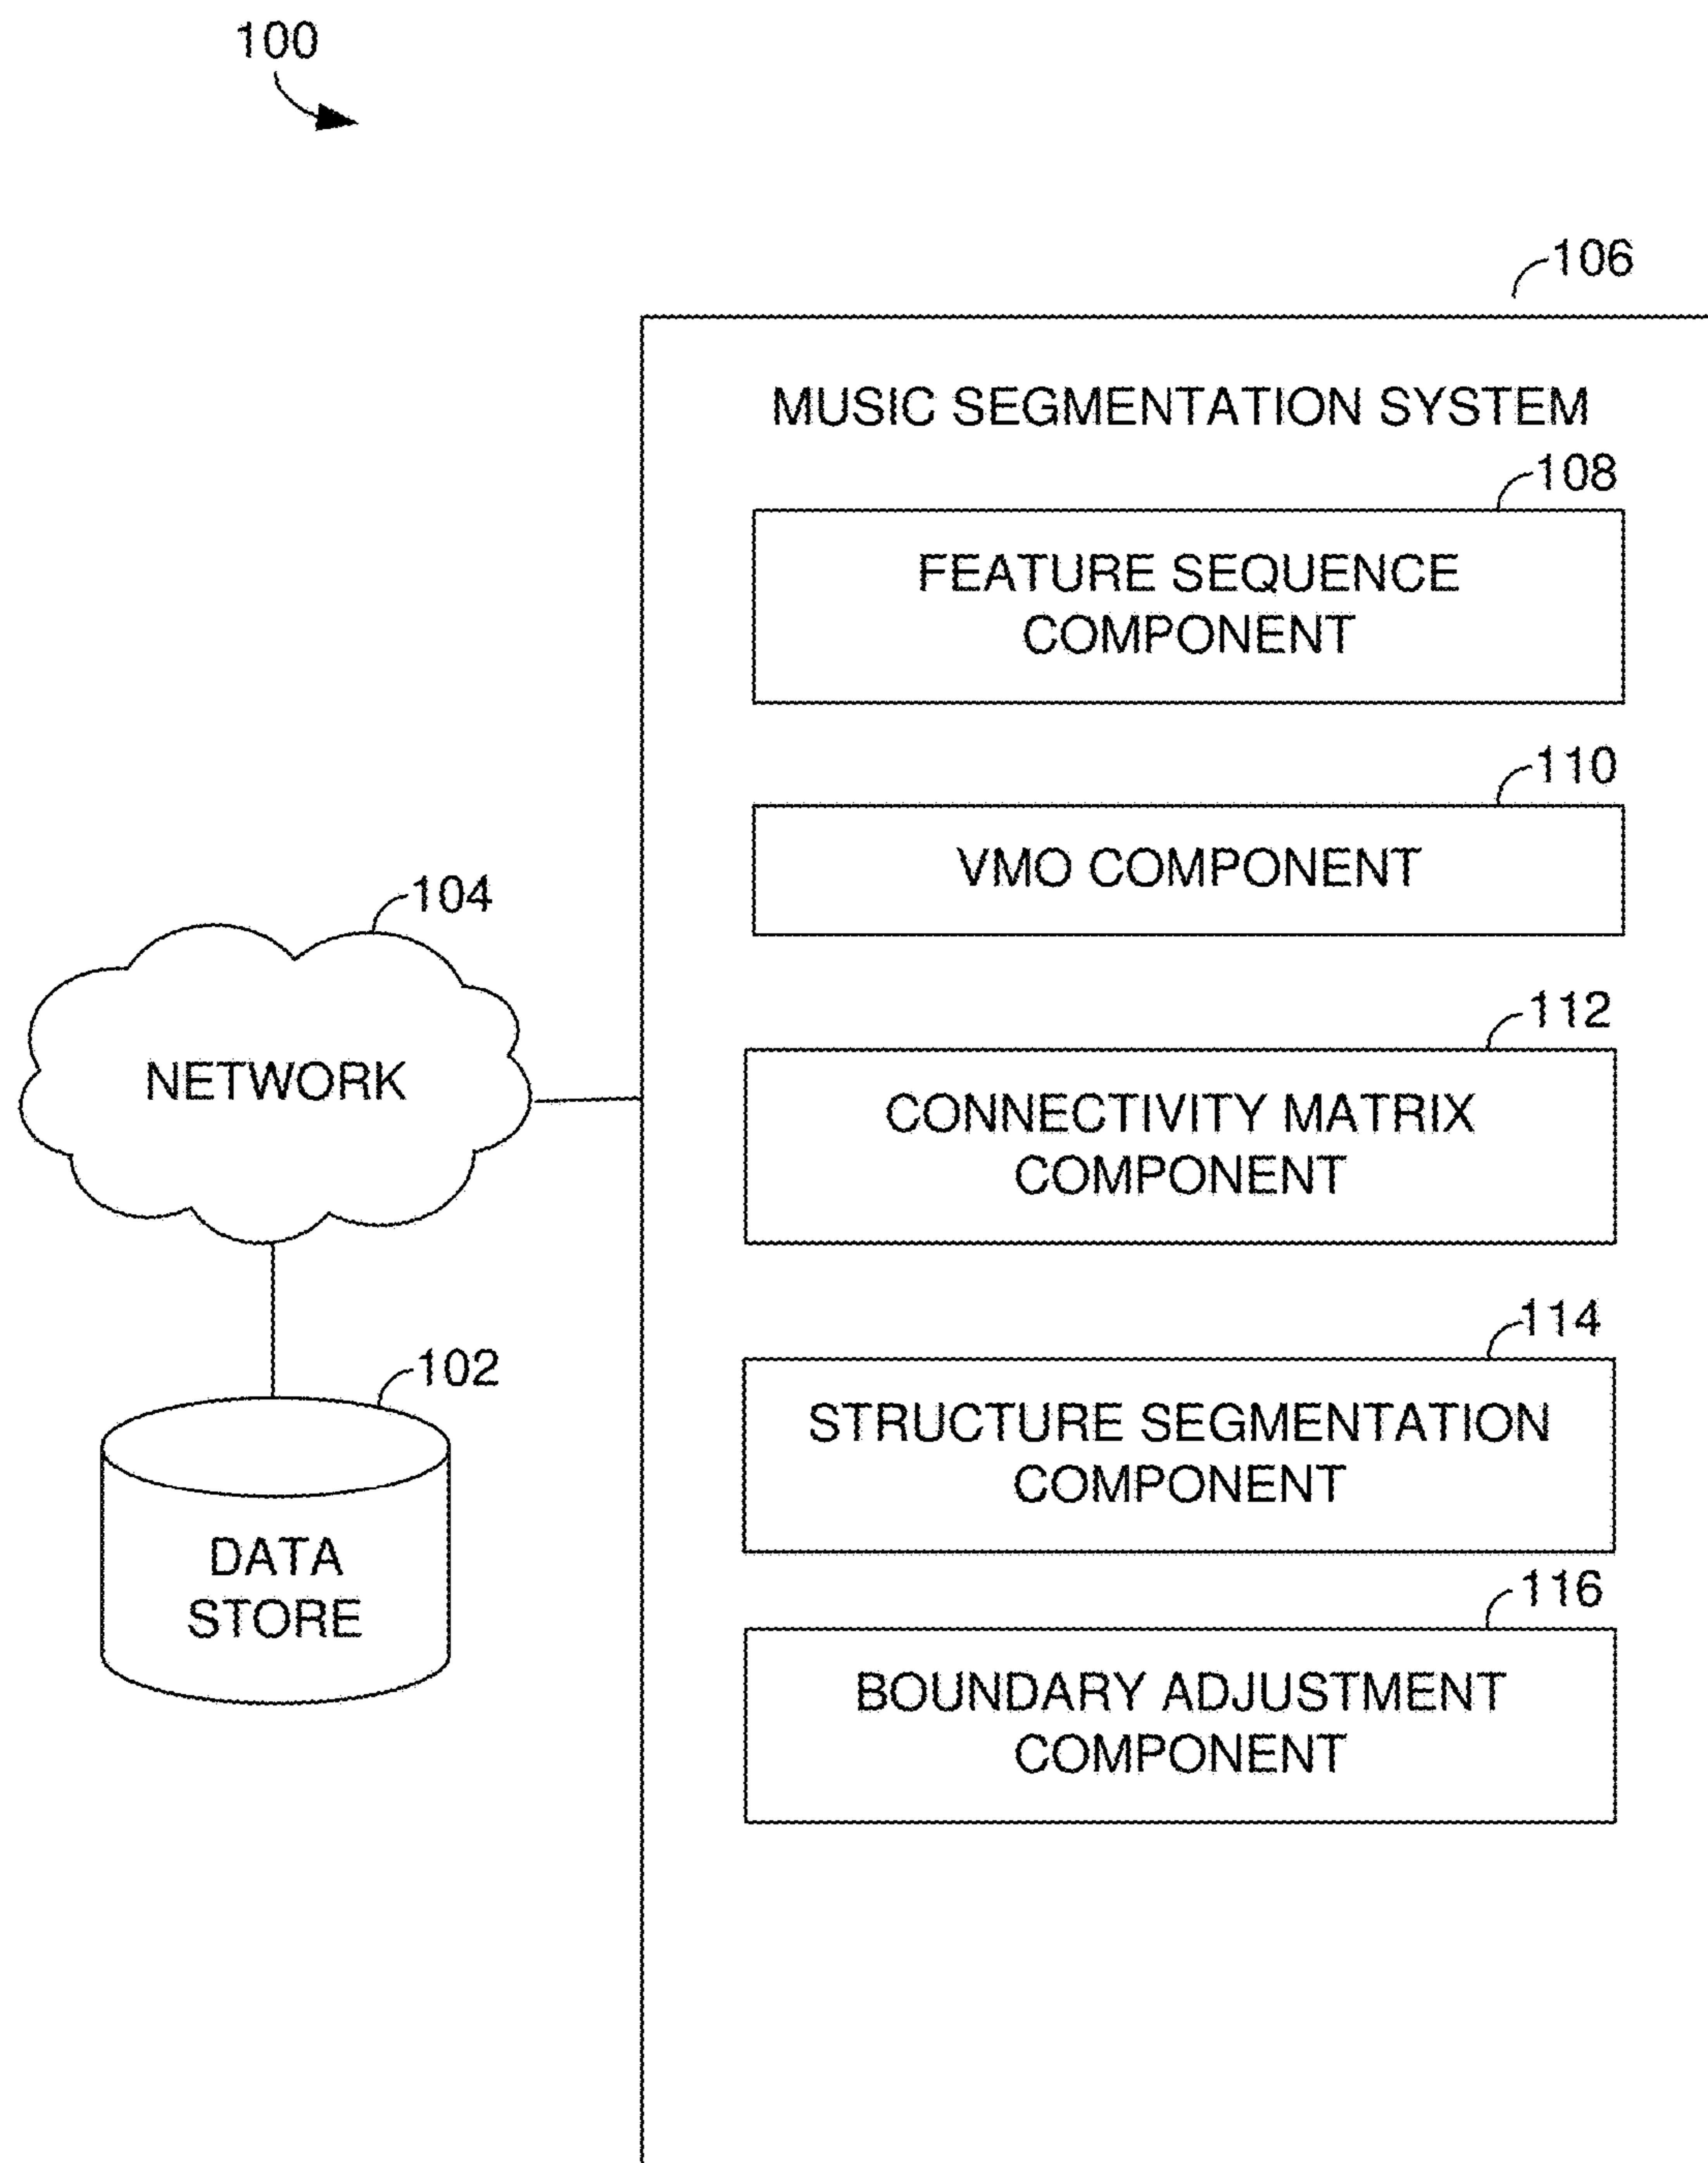 100
106
MUSIC SEGMENTATION SYSTEM
108
FEATURE SEQUENCE
COMPONENT
110
VMO COMPONENT
104
NETWORK
112
CONNECTIVITY MATRIX
COMPONENT
114
STRUCTURE SEGMENTATION
COMPONENT
102
DATA
STORE
116
BOUNDARY ADJUSTMENT
COMPONENT